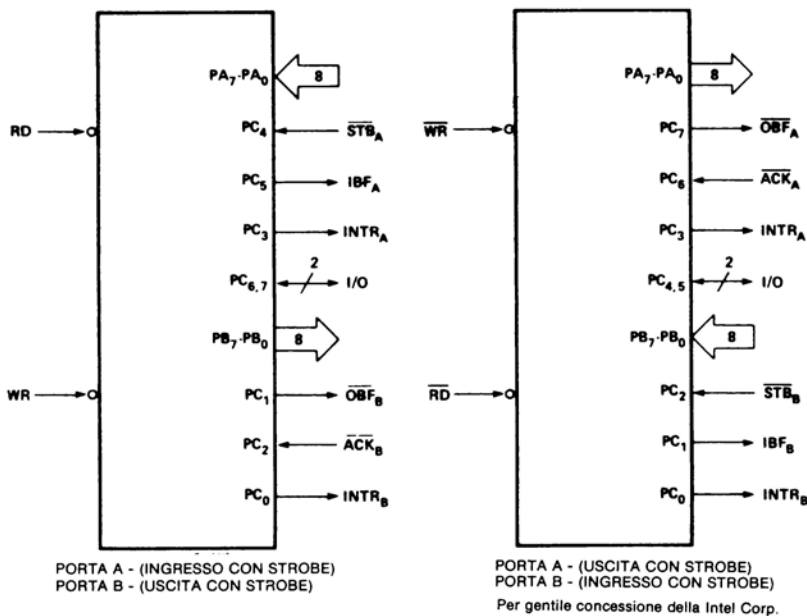 PA7-PA0 8
RD PC4 STBA
PC5 IBFA
PC3 INTRA
PC6,7 2 I/O
PB7-PB0 8
WR PC1 OBFB
PC2 ACKB
PC0 INTRB
PORTA A - (INGRESSO CON STROBE)
PORTA B - (USCITA CON STROBE)
PA7-PA0 8
WR PC7 OBFA
PC6 ACKA
PC3 INTRA
PC4,5 2 I/O
PB7-PB0 8
RD PC2 STBB
PC1 IBFB
PC0 INTRB
PORTA A - (USCITA CON STROBE)
PORTA B - (INGRESSO CON STROBE)
Per gentile concessione della Intel Corp.